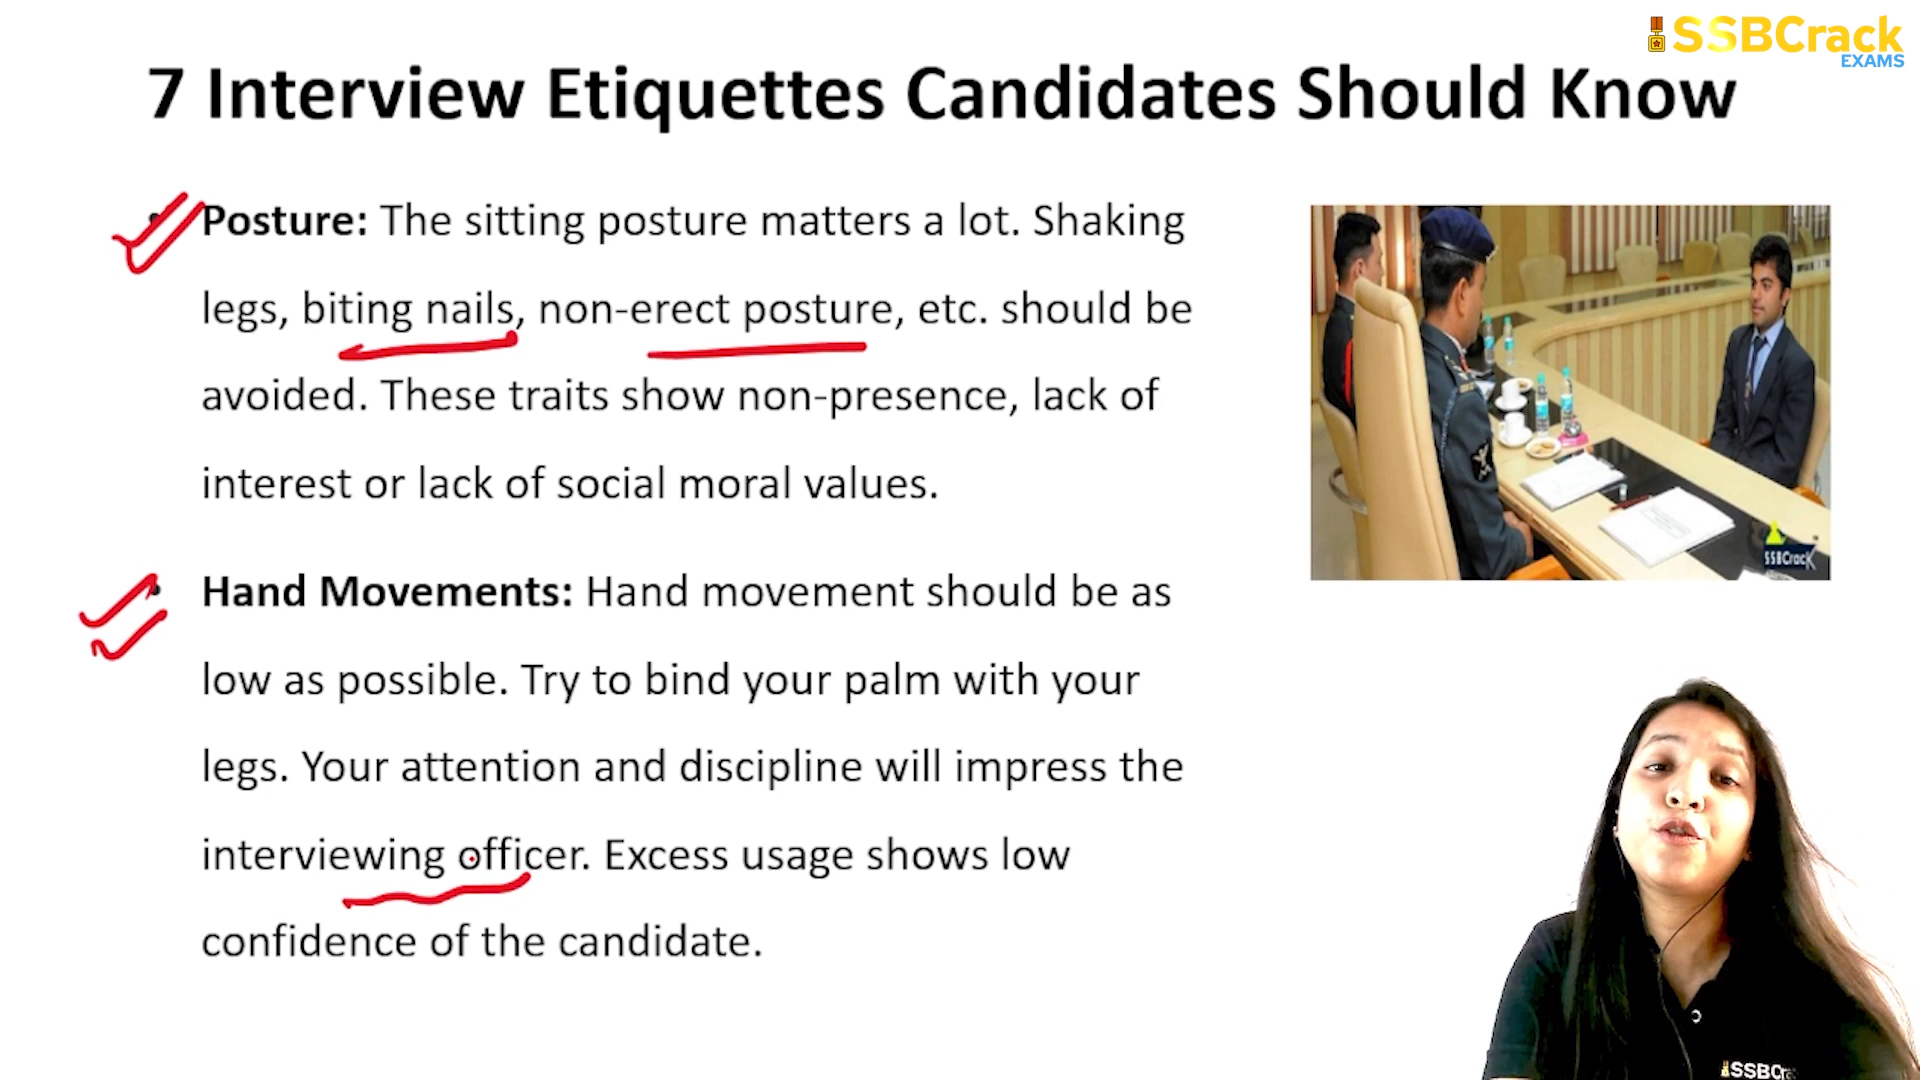 SSBCrack
EXAMS
7 Interview Etiquettes Candidates Should Know
Posture: The sitting posture matters a lot. Shaking
legs, biting nails, non-erect posture, etc. should be
avoided. These traits show non-presence, lack of
interest or lack of social moral values.
Hand Movements: Hand movement should be as
low as possible. Try to bind your palm with your
legs. Your attention and discipline will impress the
interviewing officer. Excess usage shows low
confidence of the candidate.
SSBCrack